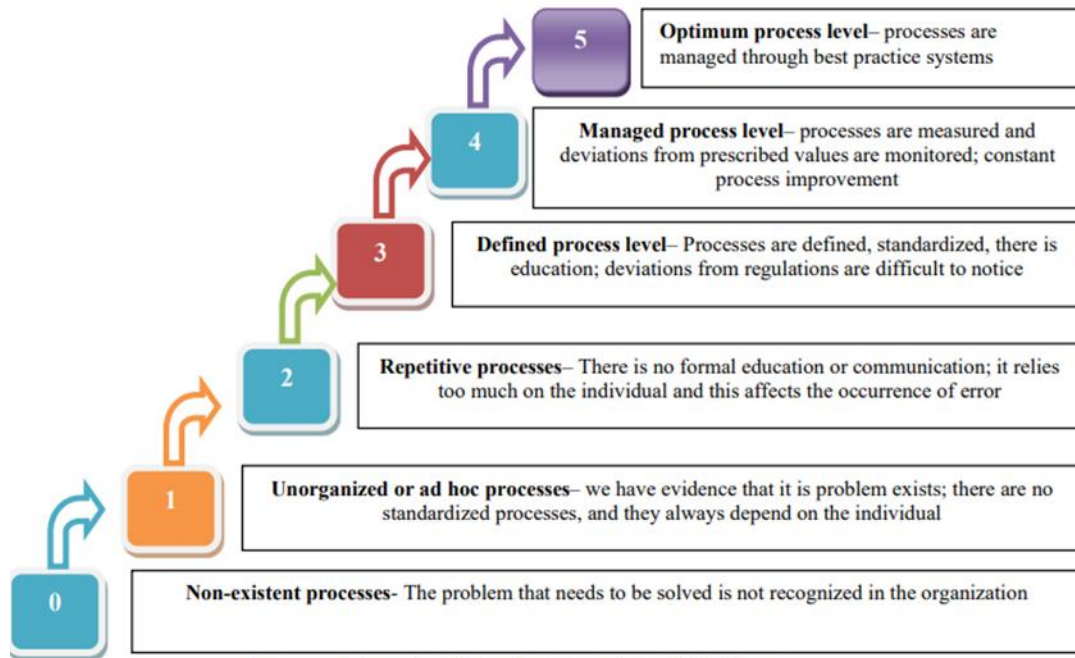 5
Optimum process level– processes are
managed through best practice systems
4
Managed process level– processes are measured and
deviations from prescribed values are monitored; constant
process improvement
3
Defined process level– Processes are defined, standardized, there is
education; deviations from regulations are difficult to notice
2
Repetitive processes– There is no formal education or communication; it relies
too much on the individual and this affects the occurrence of error
1
Unorganized or ad hoc processes– we have evidence that it is problem exists; there are no
standardized processes, and they always depend on the individual
0
Non-existent processes- The problem that needs to be solved is not recognized in the organization